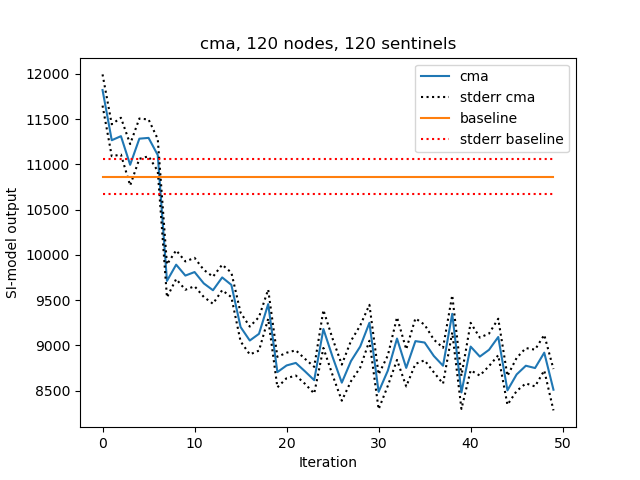 cma, 120 nodes, 120 sentinels
12000
11500
11000
10500
10000
9500
9000
8500
SI-model output
cma
stderr cma
baseline
stderr baseline
0 10 20 30 40 50
Iteration